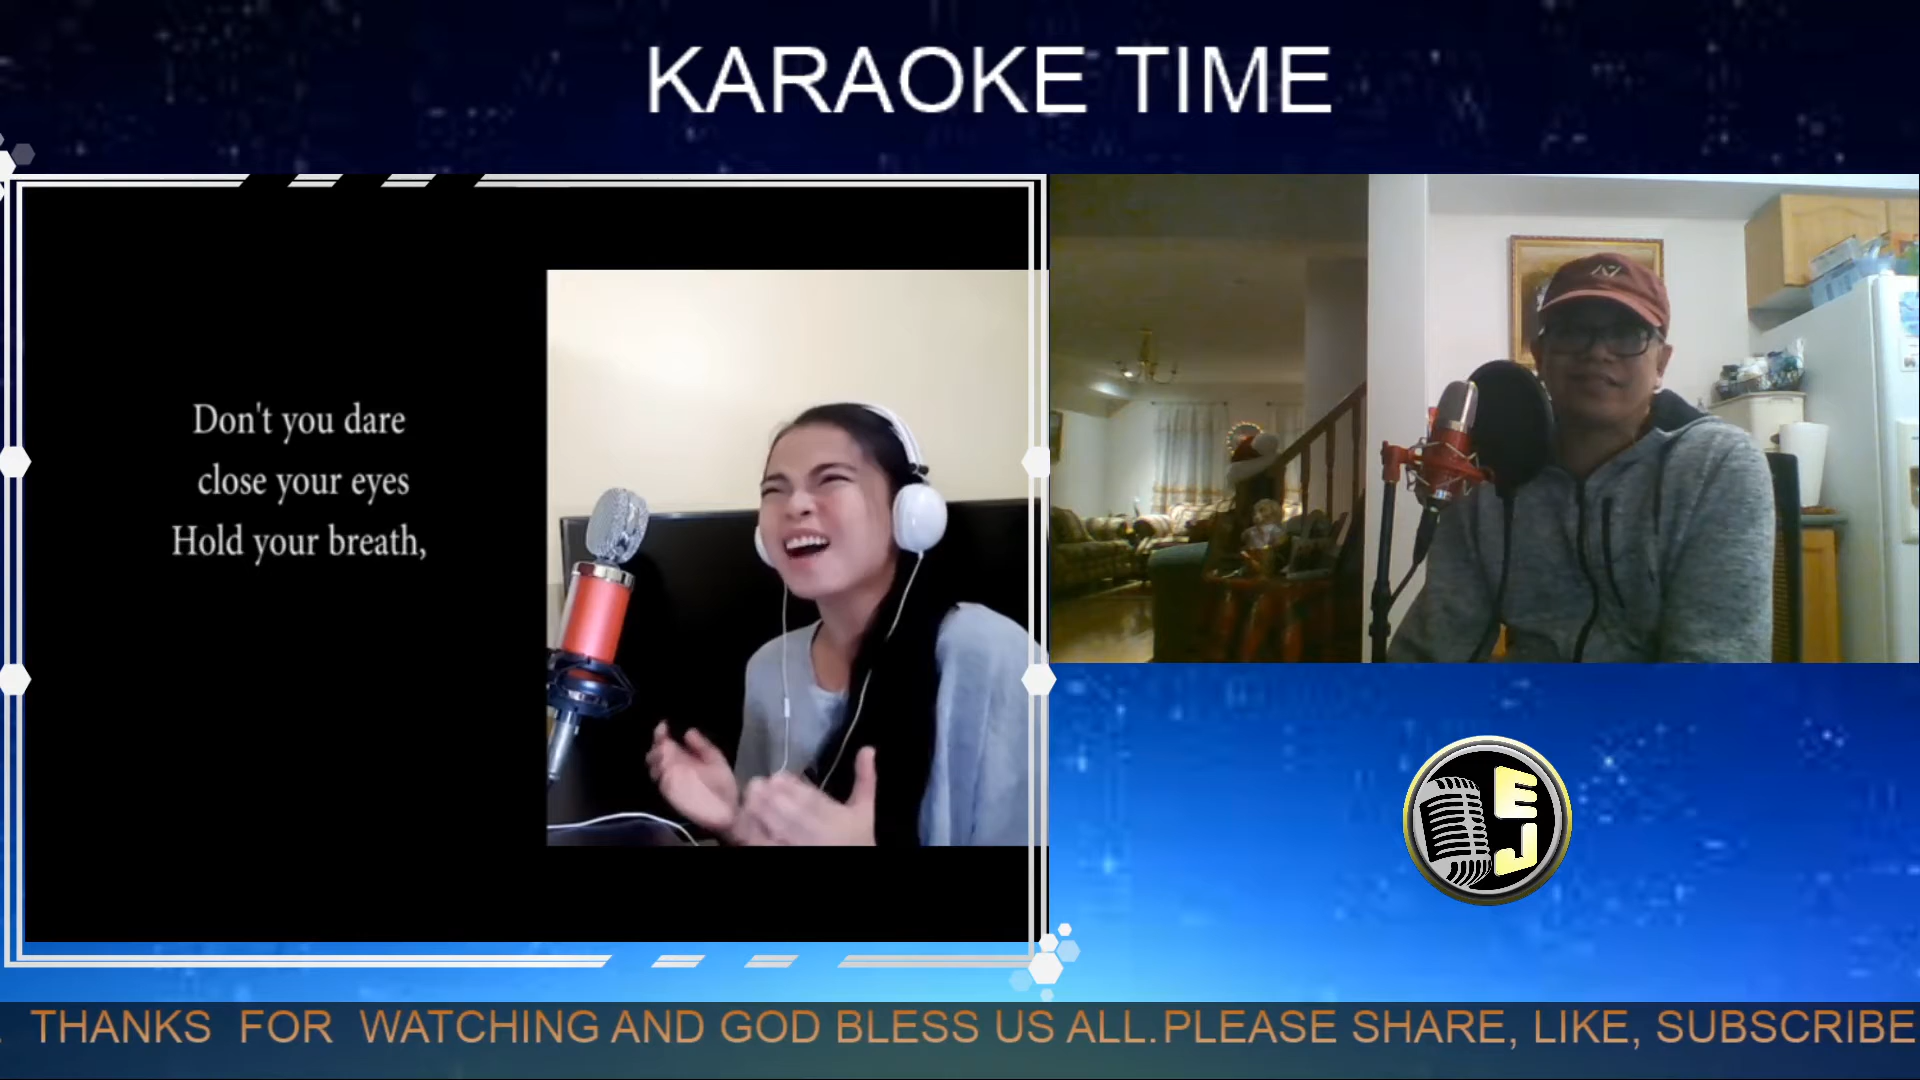 KARAOKE TIME
Don't you dare
close your eyes
Hold your breath,
E
J
THANKS FOR WATCHING AND GOD BLESS US ALL.PLEASE SHARE, LIKE, SUBSCRIBE